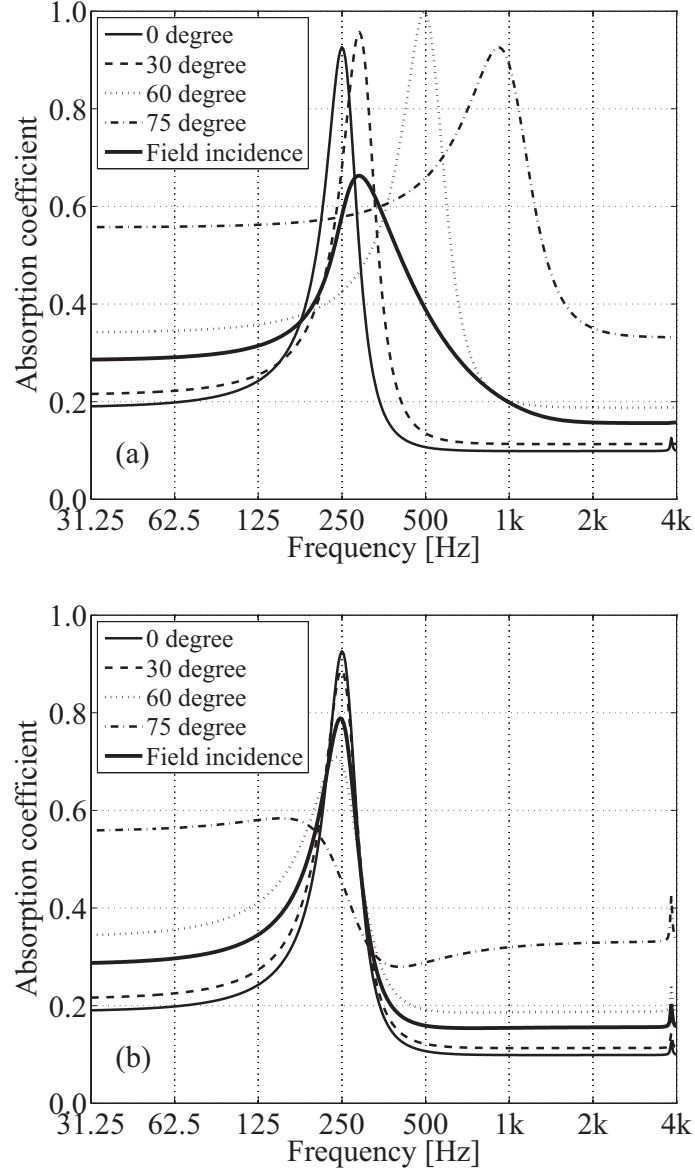 1.0
0.8
0.6
0.4
0.2
0.0
Absorption coefficient
0 degree
30 degree
60 degree
75 degree
Field incidence
(a)
31.25 62.5 125 250 500 1k 2k 4k
Frequency [Hz]
1.0
0.8
0.6
0.4
0.2
0.0
Absorption coefficient
0 degree
30 degree
60 degree
75 degree
Field incidence
(b)
31.25 62.5 125 250 500 1k 2k 4k
Frequency [Hz]